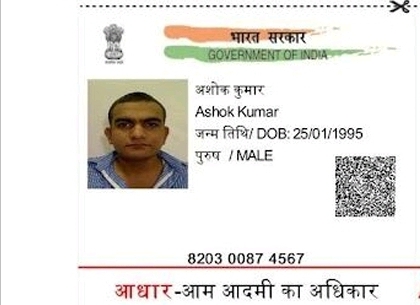 भारत सरकार
GOVERNMENT OF INDIA
अशोक कुमार
Ashok Kumar
जन्म तिथि/ DOB: 25/01/1995
पुरुष / MALE
8203 0087 4567
आधार-आम आदमी का अधिकार